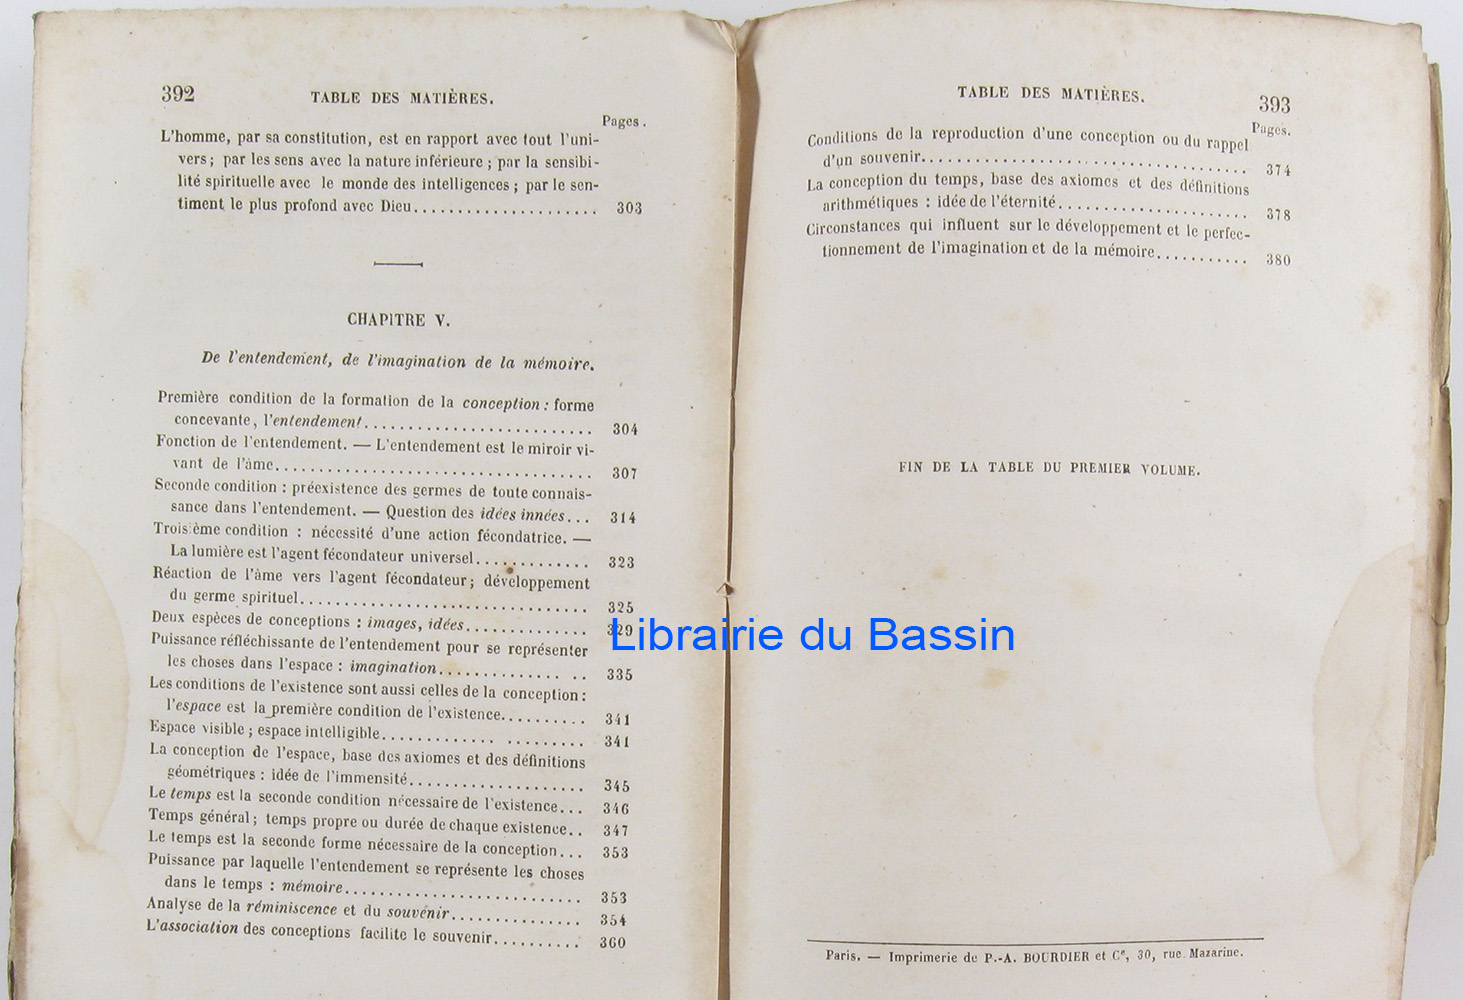 392
TABLE DES MATIÈRES.
Pages.
L'homme, par sa constitution, est en rapport avec tout l'uni-
vers ; par les sens avec la nature inférieure ; par la sensibi-
lité spirituelle avec le monde des intelligences ; par le sen-
timent le plus profond avec Dieu.................... 303
CHAPITRE V.
De l'entendement, de l'imagination de la mémoire.
Première condition de la formation de la conception : forme
concevante, l'entendement......................... 304
Fonction de l'entendement. — L'entendement est le miroir vi-
vant de l'âme.................................. 307
Seconde condition : préexistence des germes de toute connais-
sance dans l'entendement. — Question des idées innées... 314
Troisième condition : nécessité d'une action fécondatrice. —
La lumière est l'agent fécondateur universel............. 323
Réaction de l'âme vers l'agent fécondateur ; développement
du germe spirituel............................... 325
Deux espèces de conceptions : images, idées............. 329
Puissance réfléchissante de l'entendement pour se représenter
les choses dans l'espace : imagination............. .. 335
Les conditions de l'existence sont aussi celles de la conception :
l'espace est la première condition de l'existence.......... 341
Espace visible ; espace intelligible............. ......... 341
La conception de l'espace, base des axiomes et des définitions
géométriques : idée de l'immensité................... 345
Le temps est la seconde condition nécessaire de l'existence... 346
Temps général ; temps propre ou durée de chaque existence.. 347
Le temps est la seconde forme nécessaire de la conception... 353
Puissance par laquelle l'entendement se représente les choses
dans le temps : mémoire.......................... 353
Analyse de la réminiscence et du souvenir.............. 354
L'association des conceptions facilite le souvenir.......... 360
TABLE DES MATIÈRES.
393
Pages.
Conditions de la reproduction d'une conception ou du rappel
d'un souvenir................................... 374
La conception du temps, base des axiomes et des définitions
arithmétiques : idée de l'éternité..................... 378
Circonstances qui influent sur le développement et le perfec-
tionnement de l'imagination et de la mémoire........... 380
FIN DE LA TABLE DU PREMIER VOLUME.
Librairie du Bassin
Paris. — Imprimerie de P.-A. BOURDIER et Cᵉ, 30, rue Mazarine.